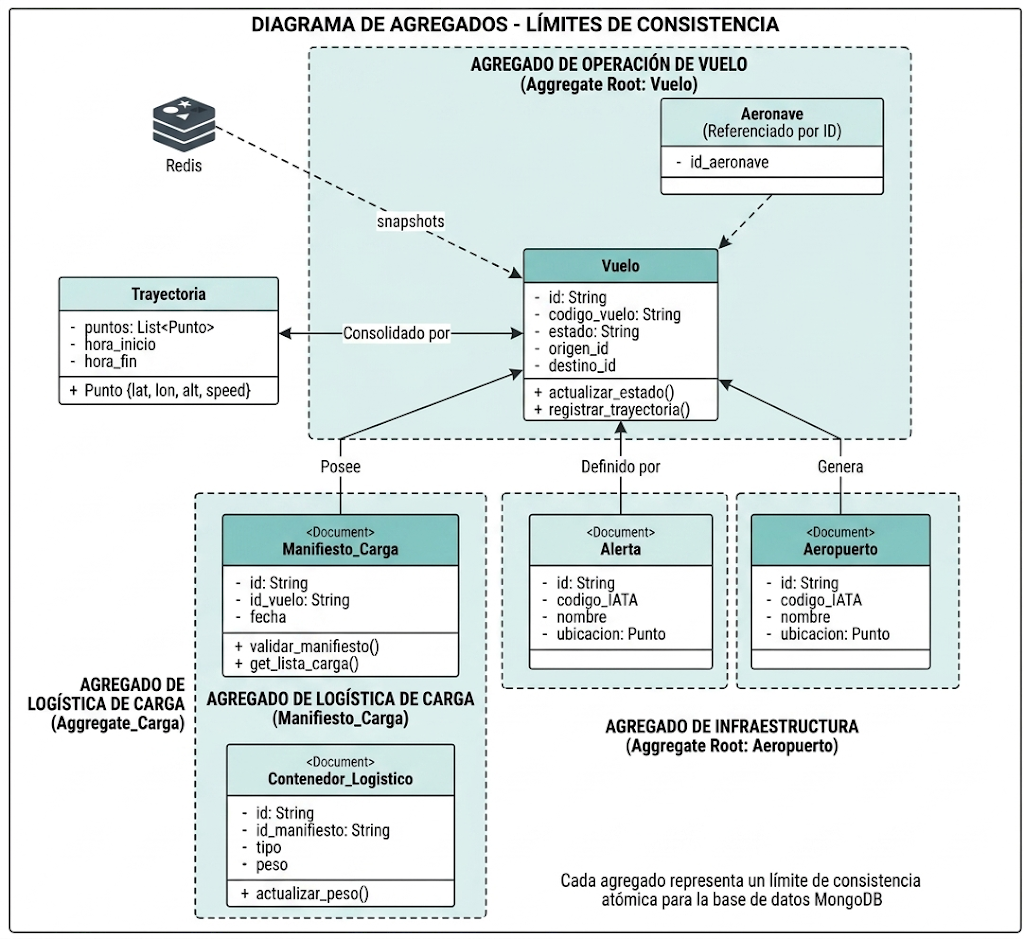 DIAGRAMA DE AGREGADOS - LÍMITES DE CONSISTENCIA
AGREGADO DE OPERACIÓN DE VUELO
(Aggregate Root: Vuelo)
Redis
Aeronave
(Referenciado por ID)
- id_aeronave
snapshots
Vuelo
- id: String
- codigo_vuelo: String
- estado: String
- origen_id
- destino_id
+ actualizar_estado()
+ registrar_trayectoria()
Trayectoria
- puntos: List<Punto>
- hora_inicio
- hora_fin
+ Punto {lat, lon, alt, speed}
Consolidado por
Posee
Definido por
Genera
<Document>
Manifiesto_Carga
- id: String
- id_vuelo: String
- fecha
+ validar_manifiesto()
+ get_lista_carga()
<Document>
Alerta
- id: String
- codigo_IATA
- nombre
- ubicacion: Punto
<Document>
Aeropuerto
- id: String
- codigo_IATA
- nombre
- ubicacion: Punto
AGREGADO DE
LOGÍSTICA DE CARGA
(Aggregate_Carga)
AGREGADO DE LOGÍSTICA DE CARGA
(Manifiesto_Carga)
AGREGADO DE INFRAESTRUCTURA
(Aggregate Root: Aeropuerto)
<Document>
Contenedor_Logistico
- id: String
- id_manifiesto: String
- tipo
- peso
+ actualizar_peso()
Cada agregado representa un límite de consistencia
atómica para la base de datos MongoDB